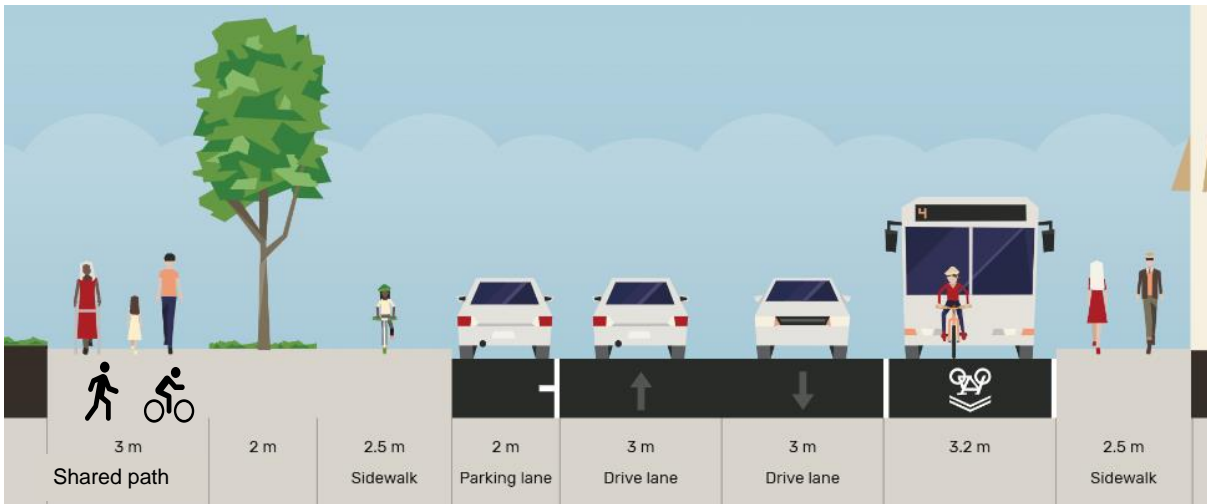 4
3 m
Shared path
2 m
2.5 m
Sidewalk
2 m
Parking lane
3 m
Drive lane
3 m
Drive lane
3.2 m
2.5 m
Sidewalk